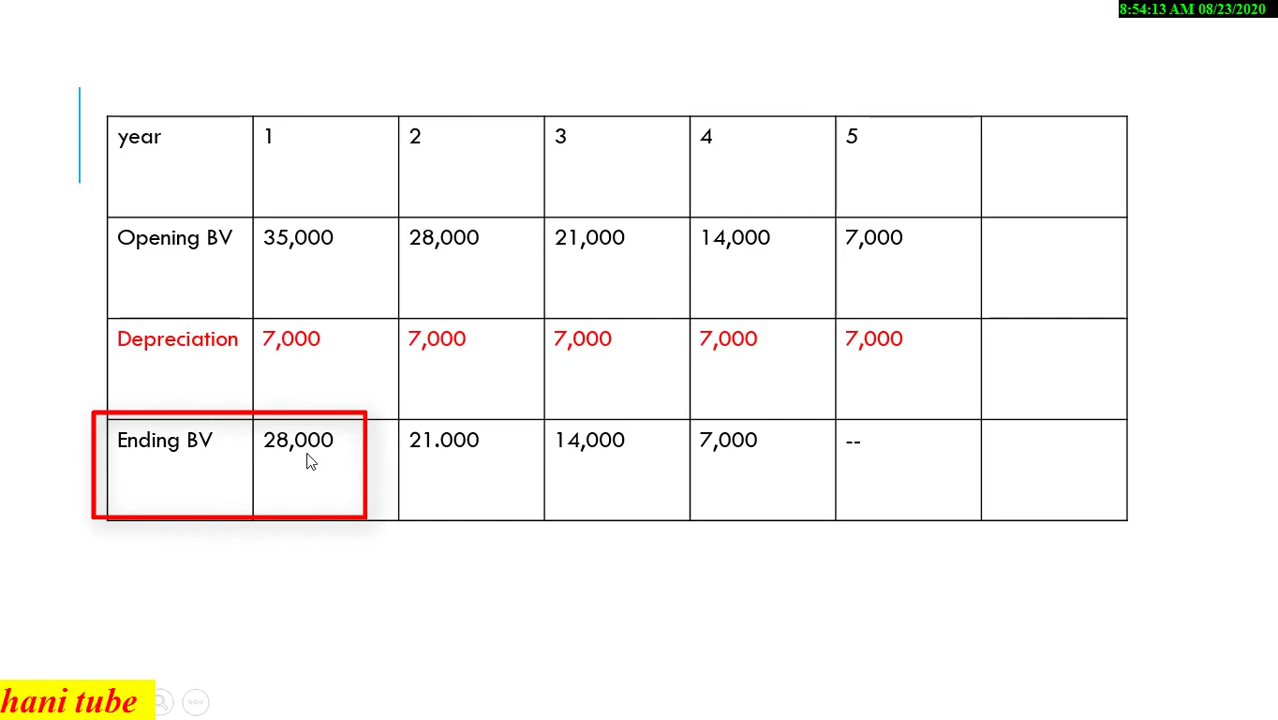 8:54:13 AM 08/23/2020
year 1 2 3 4 5
Opening BV 35,000 28,000 21,000 14,000 7,000
Depreciation 7,000 7,000 7,000 7,000 7,000
Ending BV 28,000 21.000 14,000 7,000 --
hani tube